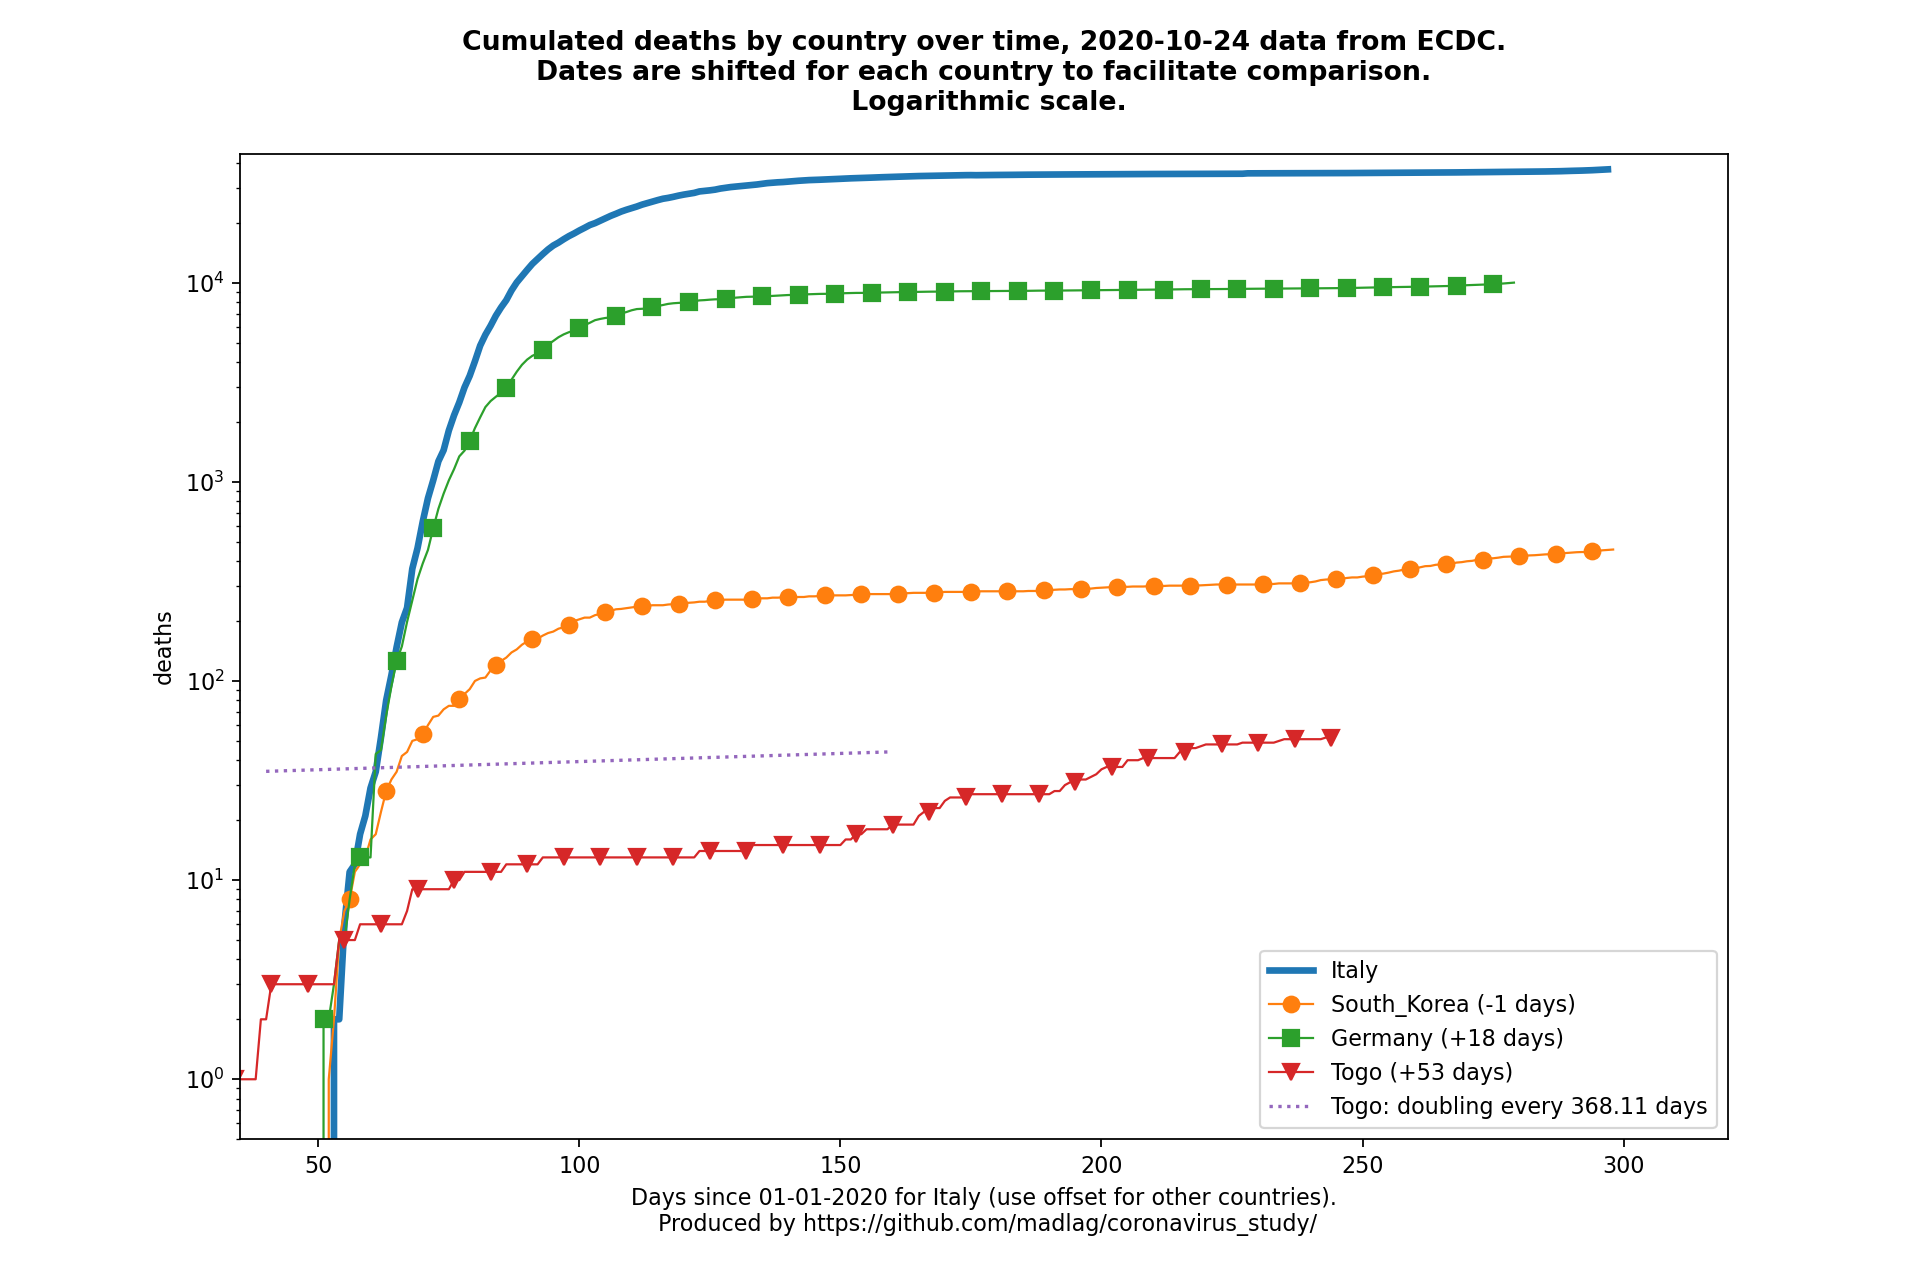 Cumulated deaths by country over time, 2020-10-24 data from ECDC.
Dates are shifted for each country to facilitate comparison.
Logarithmic scale.
deaths
10^4
10^3
10^2
10^1
10^0
50 100 150 200 250 300
Italy
South_Korea (-1 days)
Germany (+18 days)
Togo (+53 days)
Togo: doubling every 368.11 days
Days since 01-01-2020 for Italy (use offset for other countries).
Produced by https://github.com/madlag/coronavirus_study/